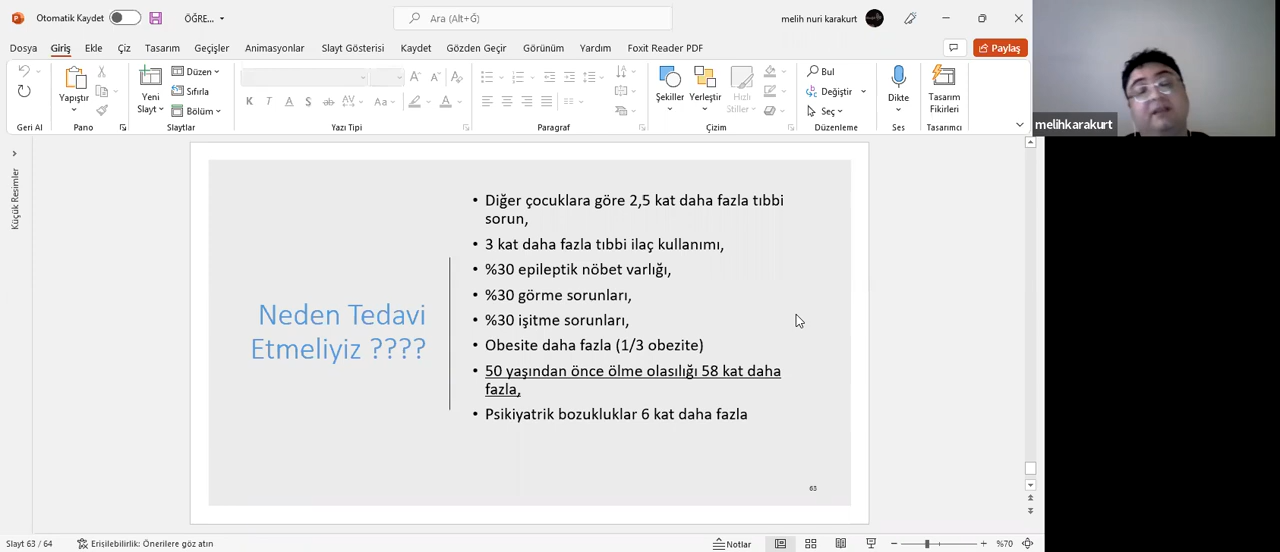 Otomatik Kaydet
ÖĞRE...
Ara (Alt+Ğ)
melih nuri karakurt
Dosya Giriş Ekle Çiz Tasarım Geçişler Animasyonlar Slayt Gösterisi Kaydet Gözden Geçir Görünüm Yardım Foxit Reader PDF
Paylaş
Yapıştır
Yeni
Slayt
Düzen
Sıfırla
Bölüm
K T A S ab AV Aa A
Şekiller
Yerleştir
Hızlı
Stiller
Bul
Değiştir
Seç
Dikte
Tasarım
Fikirleri
Geri Al Pano Slaytlar Yazı Tipi Paragraf Çizim Düzenleme Ses Tasarımcı
melihkarakurt
Küçük Resimler
Neden Tedavi
Etmeliyiz ????
• Diğer çocuklara göre 2,5 kat daha fazla tıbbi
sorun,
• 3 kat daha fazla tıbbi ilaç kullanımı,
• %30 epileptik nöbet varlığı,
• %30 görme sorunları,
• %30 işitme sorunları,
• Obesite daha fazla (1/3 obezite)
• 50 yaşından önce ölme olasılığı 58 kat daha
fazla,
• Psikiyatrik bozukluklar 6 kat daha fazla
63
Slayt 63 / 64
Erişilebilirlik: Önerilere göz atın
Notlar
%70